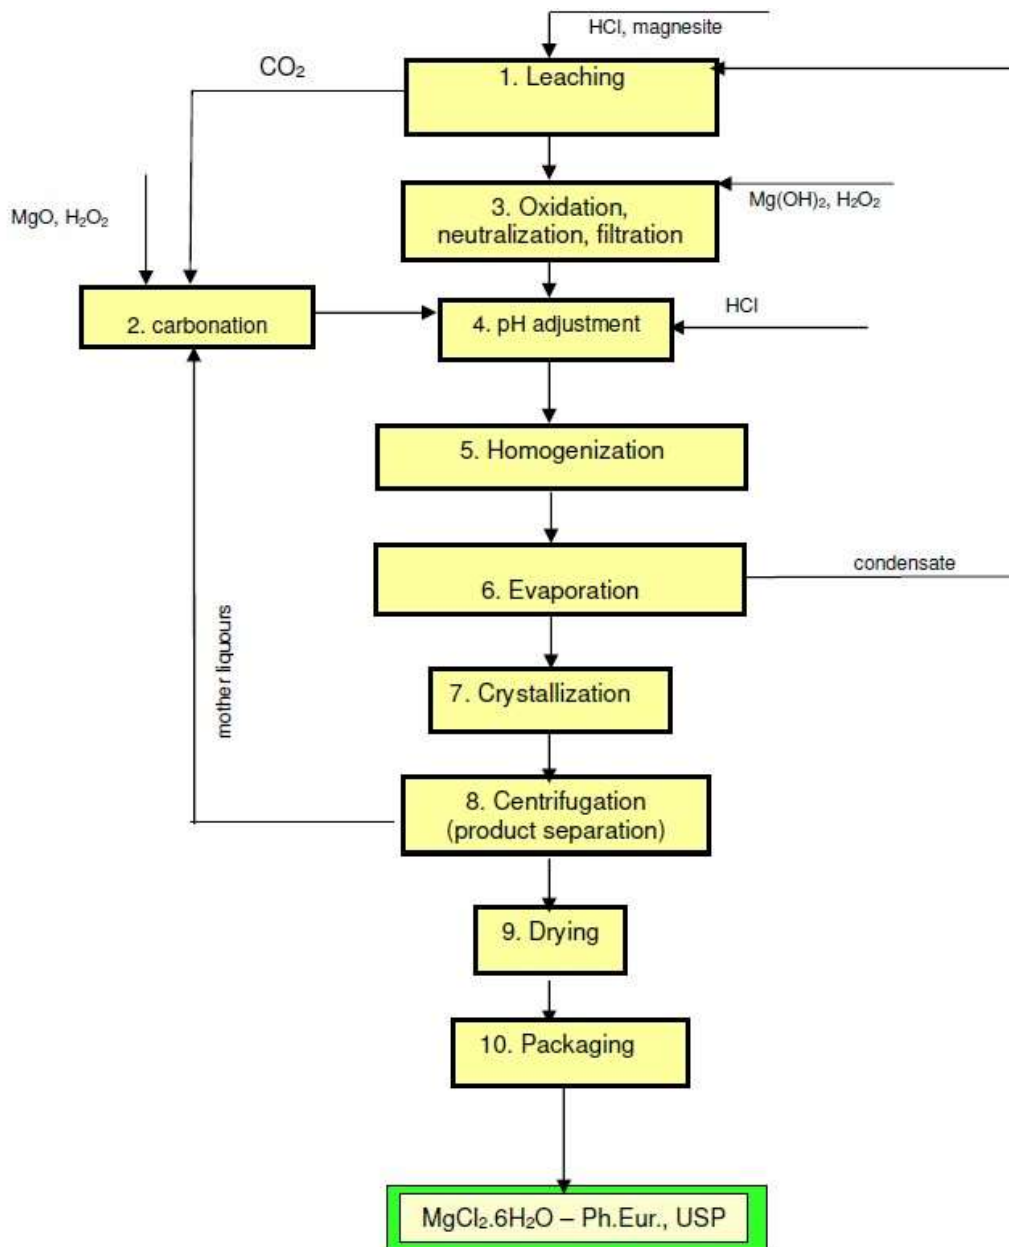 HCl, magnesite
CO₂
1. Leaching
MgO, H₂O₂
3. Oxidation,
neutralization, filtration
Mg(OH)₂, H₂O₂
2. carbonation
4. pH adjustment
HCl
5. Homogenization
6. Evaporation
condensate
mother liquours
7. Crystallization
8. Centrifugation
(product separation)
9. Drying
10. Packaging
MgCl₂.6H₂O – Ph.Eur., USP